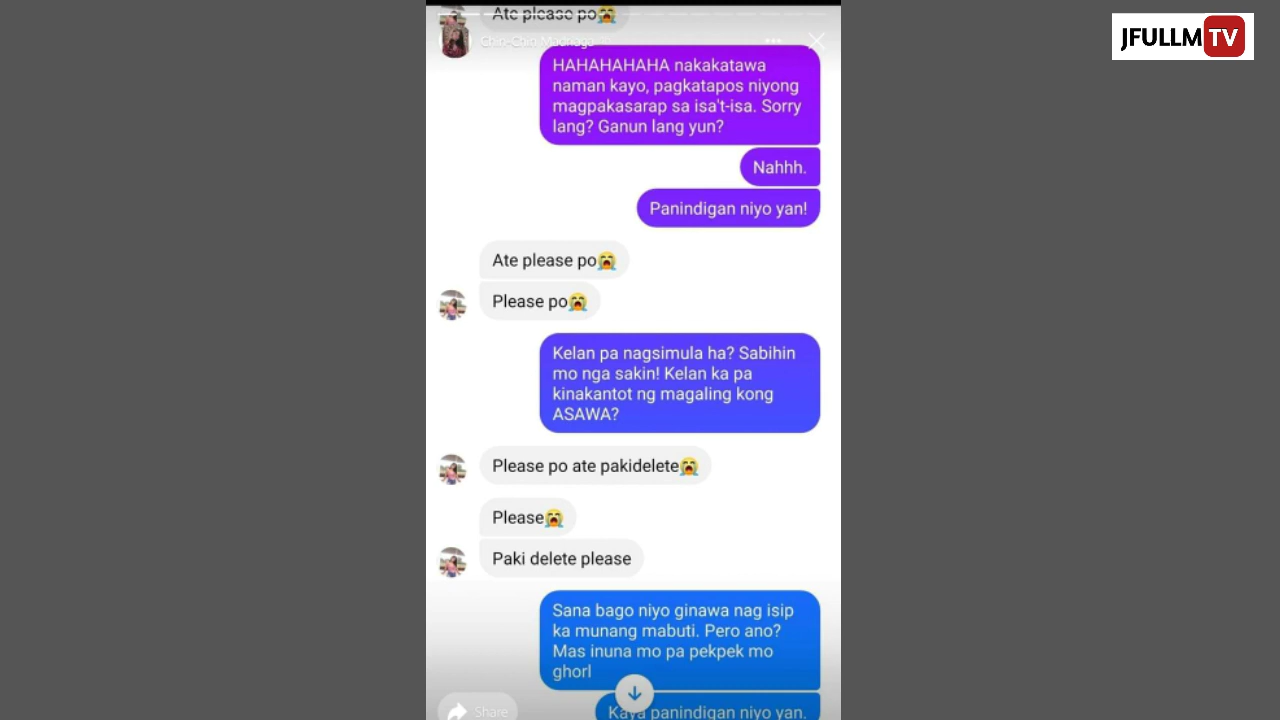 Ate please po😭
JFULLM TV
HAHAHAHAHA nakakatawa
naman kayo, pagkatapos niyong
magpakasarap sa isa't-isa. Sorry
lang? Ganun lang yun?
Nahhh.
Panindigan niyo yan!
Ate please po😭
Please po😭
Kelan pa nagsimula ha? Sabihin
mo nga sakin! Kelan ka pa
kinakantot ng magaling kong
ASAWA?
Please po ate pakidelete😭
Please😭
Paki delete please
Sana bago niyo ginawa nag isip
ka munang mabuti. Pero ano?
Mas inuna mo pa pekpek mo
ghorl
Kaya panindigan niyo yan.
Share